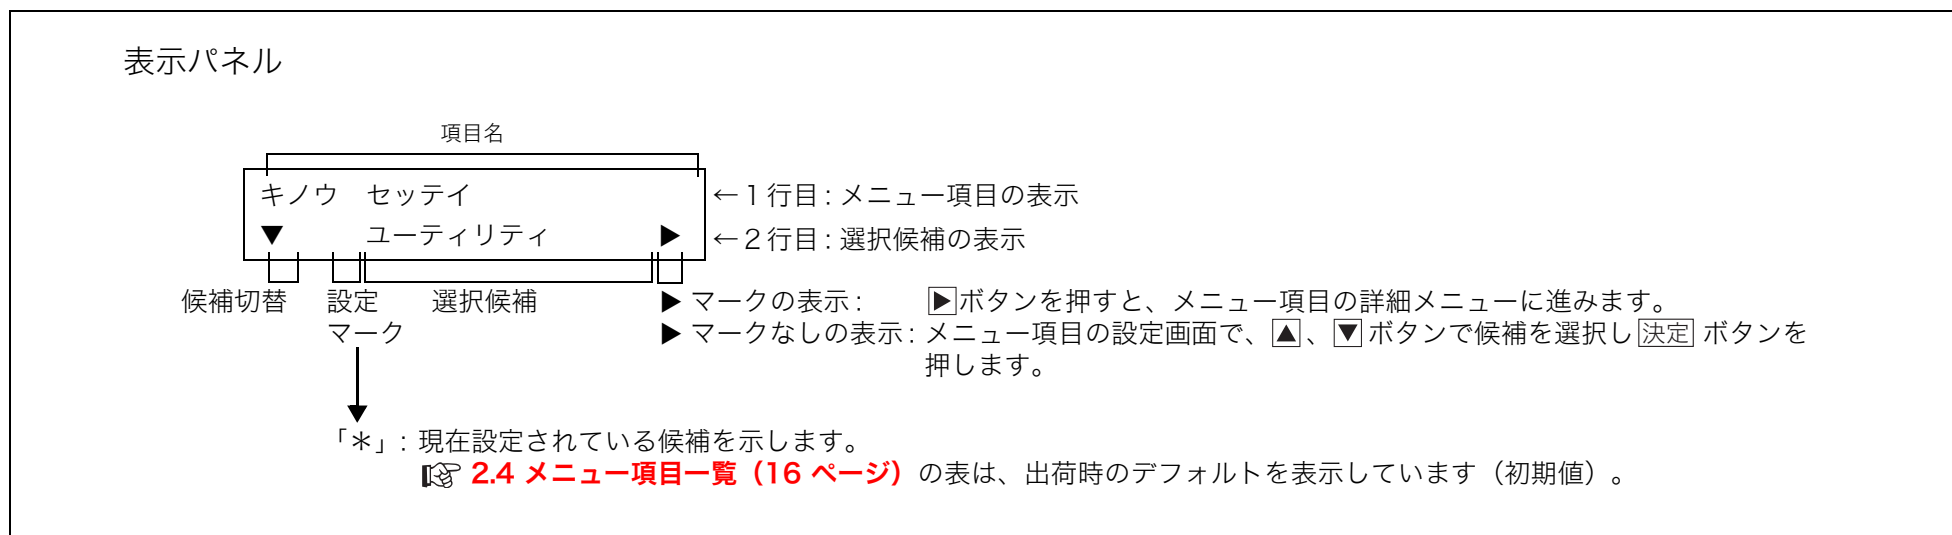 表示パネル
項目名
キノウ セッテイ ←1行目:メニュー項目の表示
▼ ユーティリティ ▶ ←2行目:選択候補の表示
候補切替 設定 選択候補 ▶ マークの表示: ▶ボタンを押すと、メニュー項目の詳細メニューに進みます。
マーク ▶ マークなしの表示:メニュー項目の設定画面で、▲、▼ボタンで候補を選択し決定 ボタンを
押します。
「*」:現在設定されている候補を示します。
☞ 2.4 メニュー項目一覧(16 ページ)の表は、出荷時のデフォルトを表示しています(初期値)。